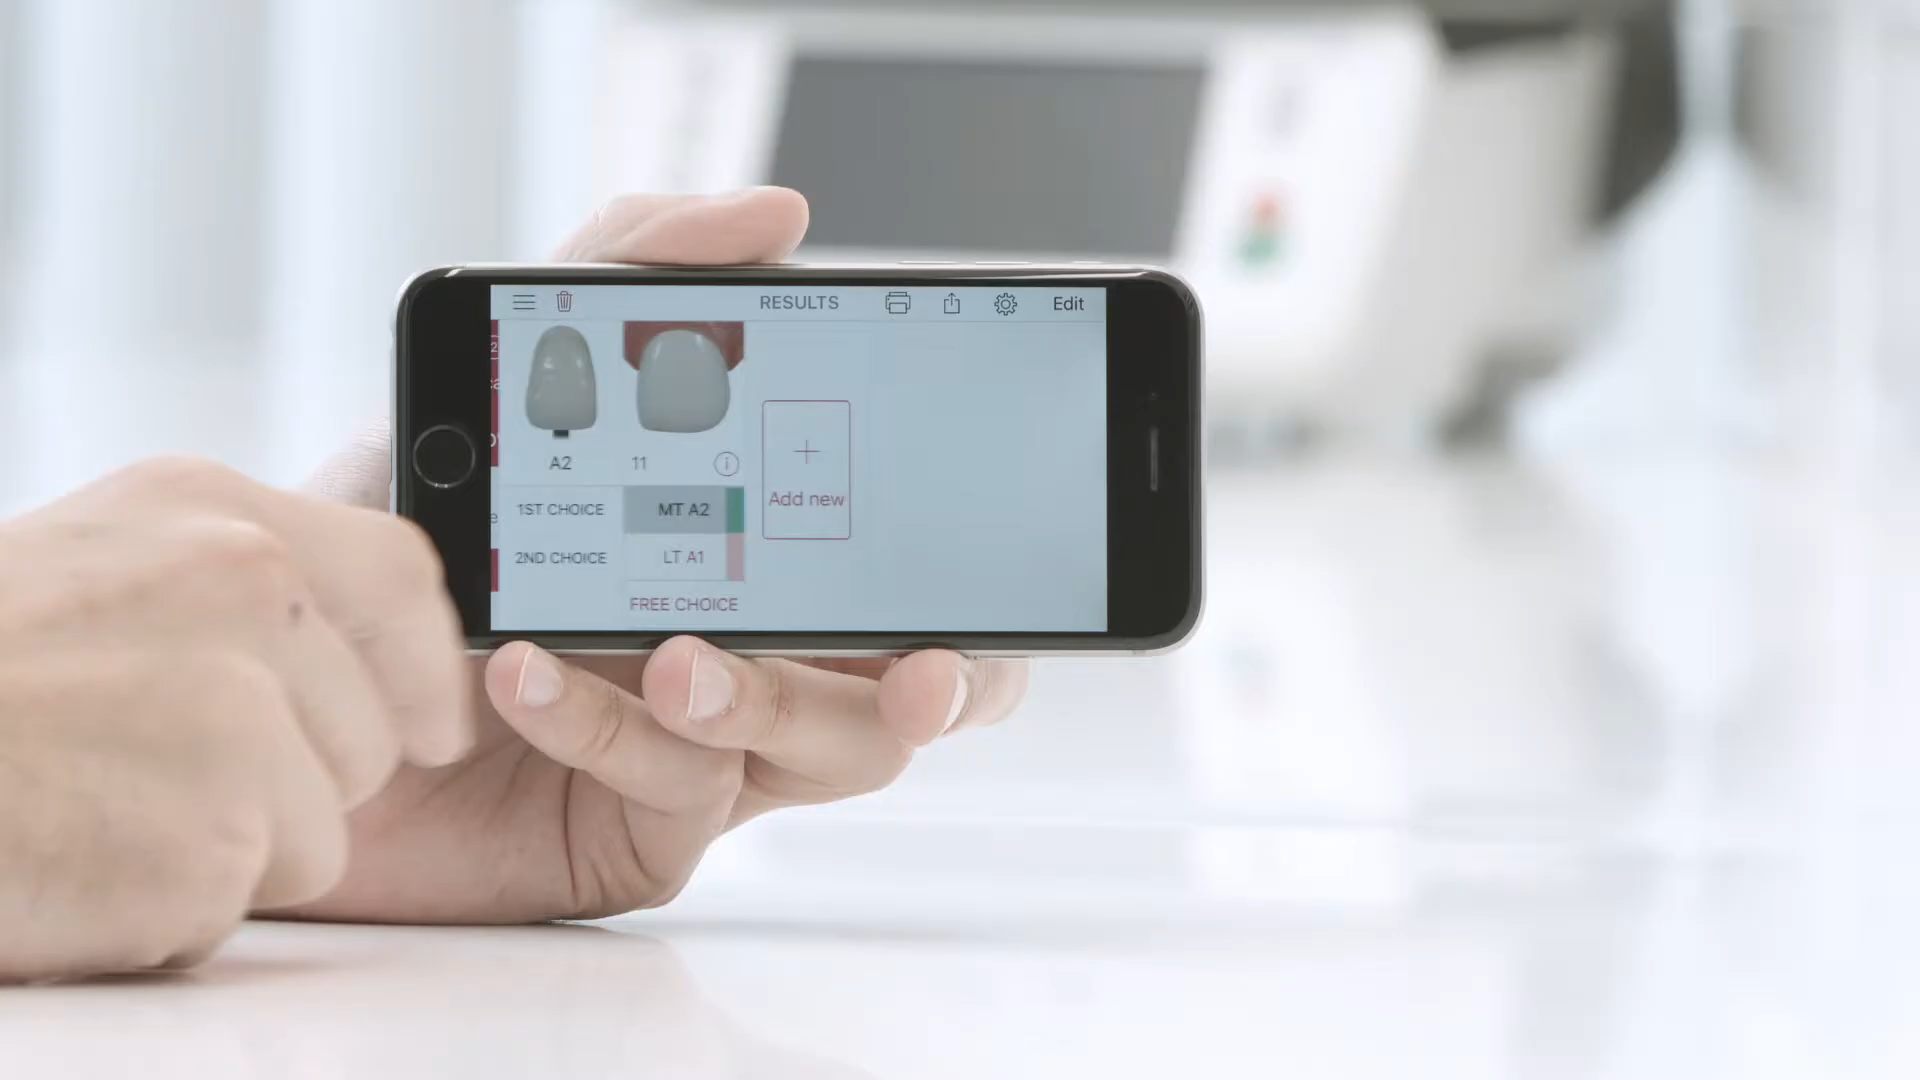 RESULTS
Edit
A2
11
1ST CHOICE
MT A2
2ND CHOICE
LT A1
FREE CHOICE
Add new